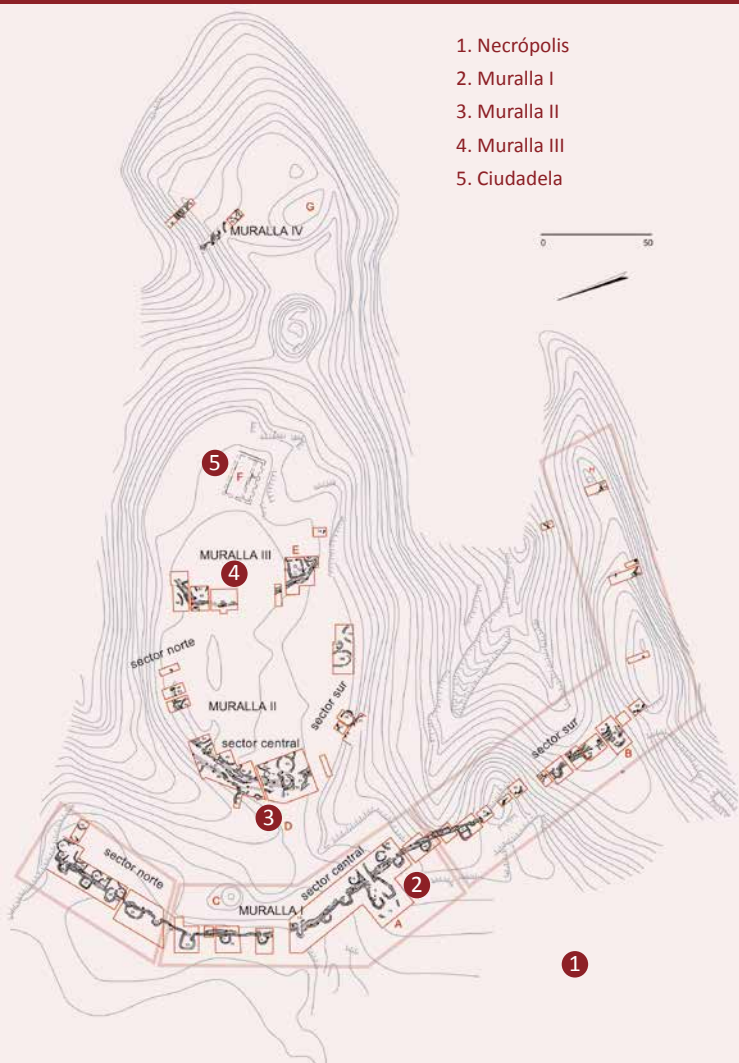 1. Necrópolis
2. Muralla I
3. Muralla II
4. Muralla III
5. Ciudadela
G
MURALLA IV
0 50
5
F
MURALLA III
E
4
sector norte
MURALLA II
sector sur
sector central
3
D
sector sur
B
sector norte
sector central
2
C
MURALLA I
A
1